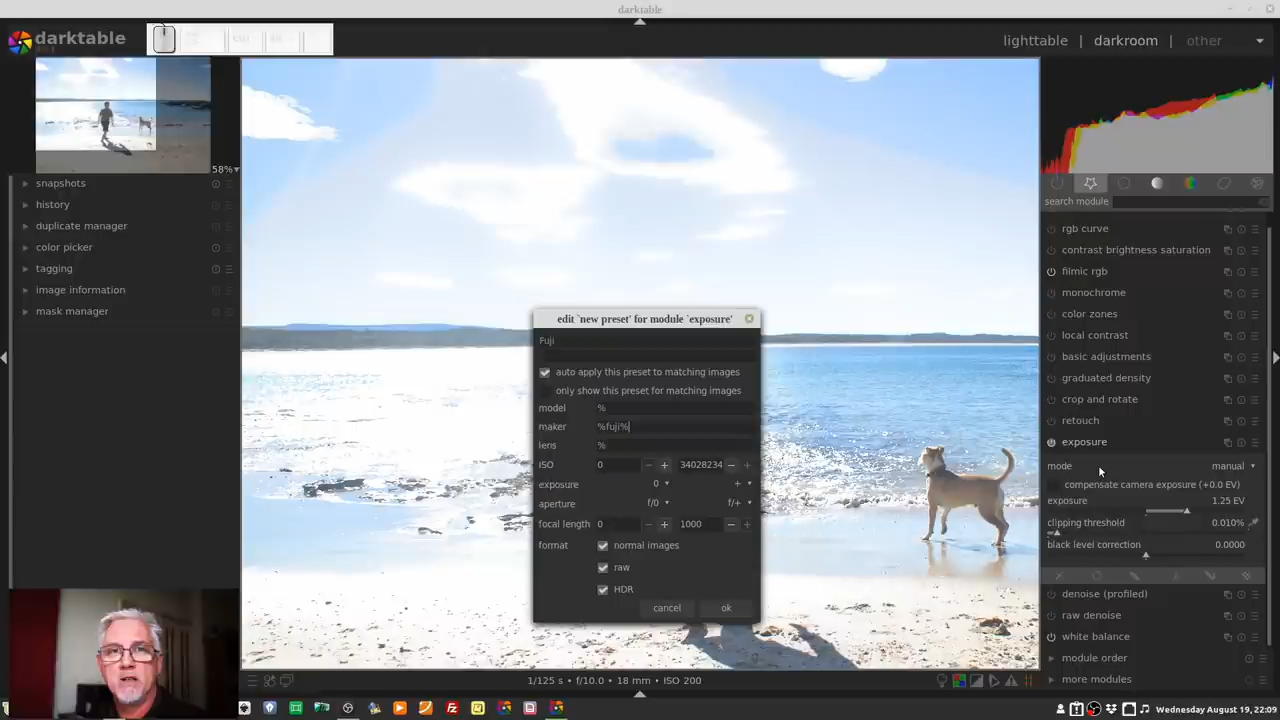 darktable
darktable
lighttable | darkroom | other
58%
snapshots
history
duplicate manager
color picker
tagging
image information
mask manager
search module
rgb curve
contrast brightness saturation
filmic rgb
monochrome
color zones
local contrast
basic adjustments
graduated density
crop and rotate
retouch
exposure
mode manual
compensate camera exposure (+0.0 EV)
exposure 1.25 EV
clipping threshold 0.010%
black level correction 0.0000
denoise (profiled)
raw denoise
white balance
module order
more modules
edit `new preset' for module `exposure'
Fuji
auto apply this preset to matching images
only show this preset for matching images
model %
maker %fuji%
lens %
ISO 0 − + 34028234 − +
exposure 0 +
aperture f/0 f/+
focal length 0 − + 1000 − +
format normal images
raw
HDR
cancel ok
1/125 s • f/10.0 • 18 mm • ISO 200
Wednesday August 19, 22:09